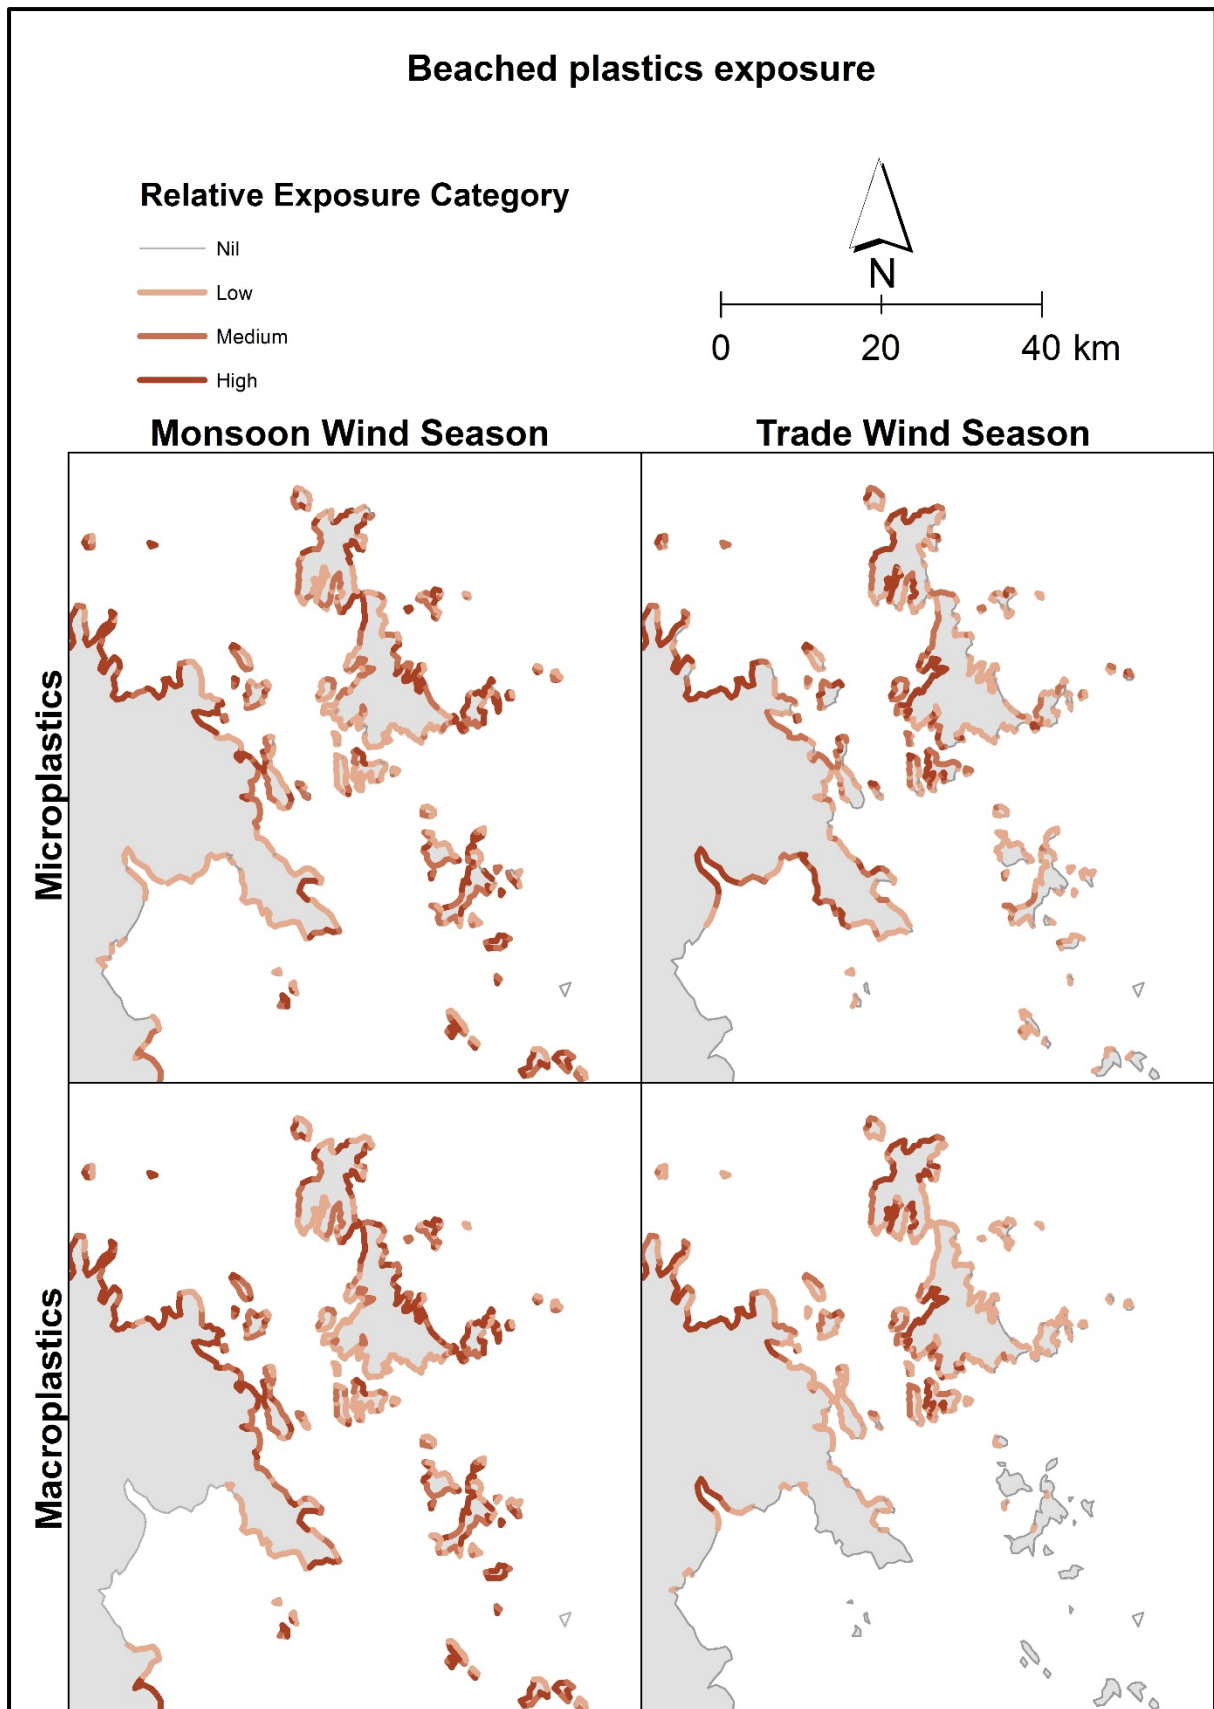 Beached plastics exposure
Relative Exposure Category
Nil
Low
Medium
High
N
0 20 40 km
Monsoon Wind Season
Trade Wind Season
Microplastics
Macroplastics